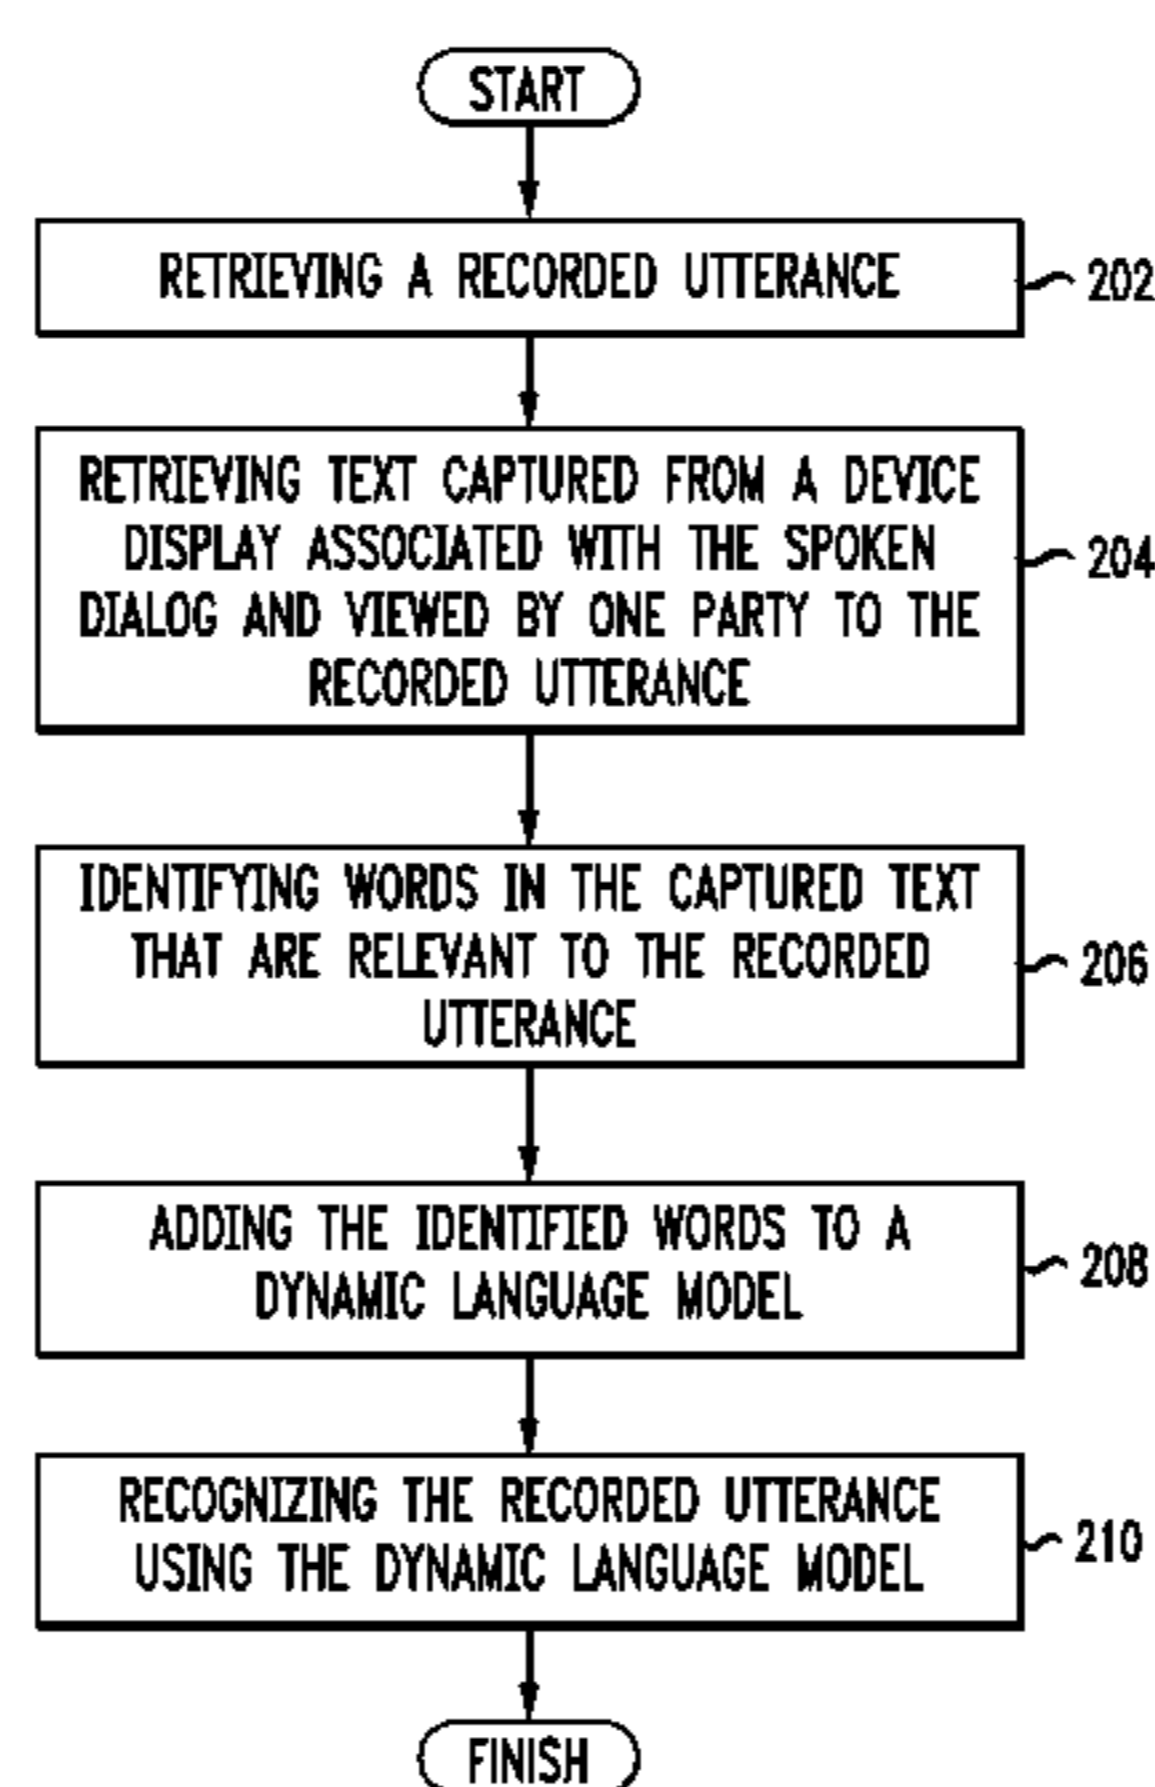 START
RETRIEVING A RECORDED UTTERANCE
202
RETRIEVING TEXT CAPTURED FROM A DEVICE
DISPLAY ASSOCIATED WITH THE SPOKEN
DIALOG AND VIEWED BY ONE PARTY TO THE
RECORDED UTTERANCE
204
IDENTIFYING WORDS IN THE CAPTURED TEXT
THAT ARE RELEVANT TO THE RECORDED
UTTERANCE
206
ADDING THE IDENTIFIED WORDS TO A
DYNAMIC LANGUAGE MODEL
208
RECOGNIZING THE RECORDED UTTERANCE
USING THE DYNAMIC LANGUAGE MODEL
210
FINISH